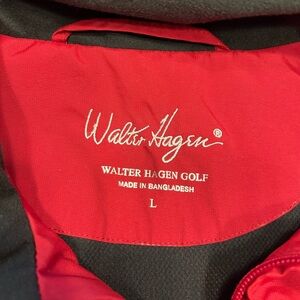 Walter Hagen®
WALTER HAGEN GOLF
MADE IN BANGLADESH
L